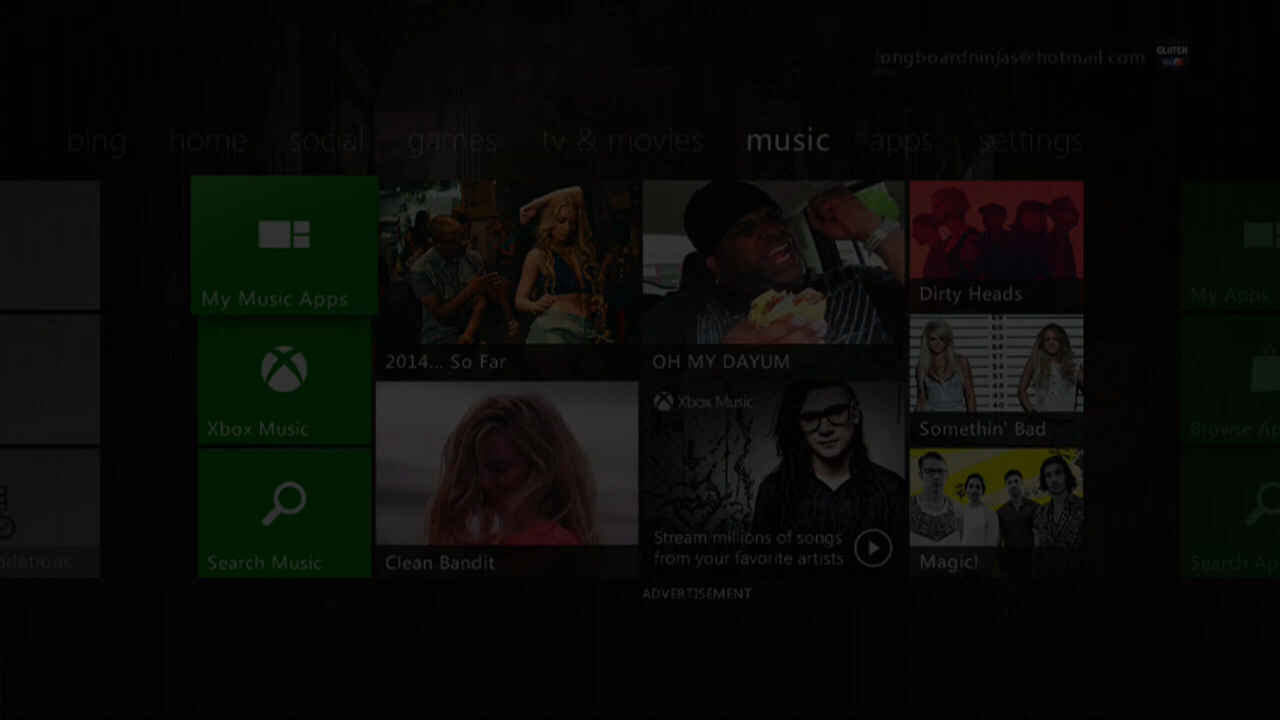 longboardninjas@hotmail.com
CLUTCH
bing home social games tv & movies music apps settings
My Music Apps
2014... So Far
OH MY DAYUM
Dirty Heads
My Apps
Xbox Music
Xbox Music
Somethin' Bad
Browse Ap
Search Music
Clean Bandit
Stream millions of songs
from your favorite artists
Magic!
Search Ap
ndations
ADVERTISEMENT